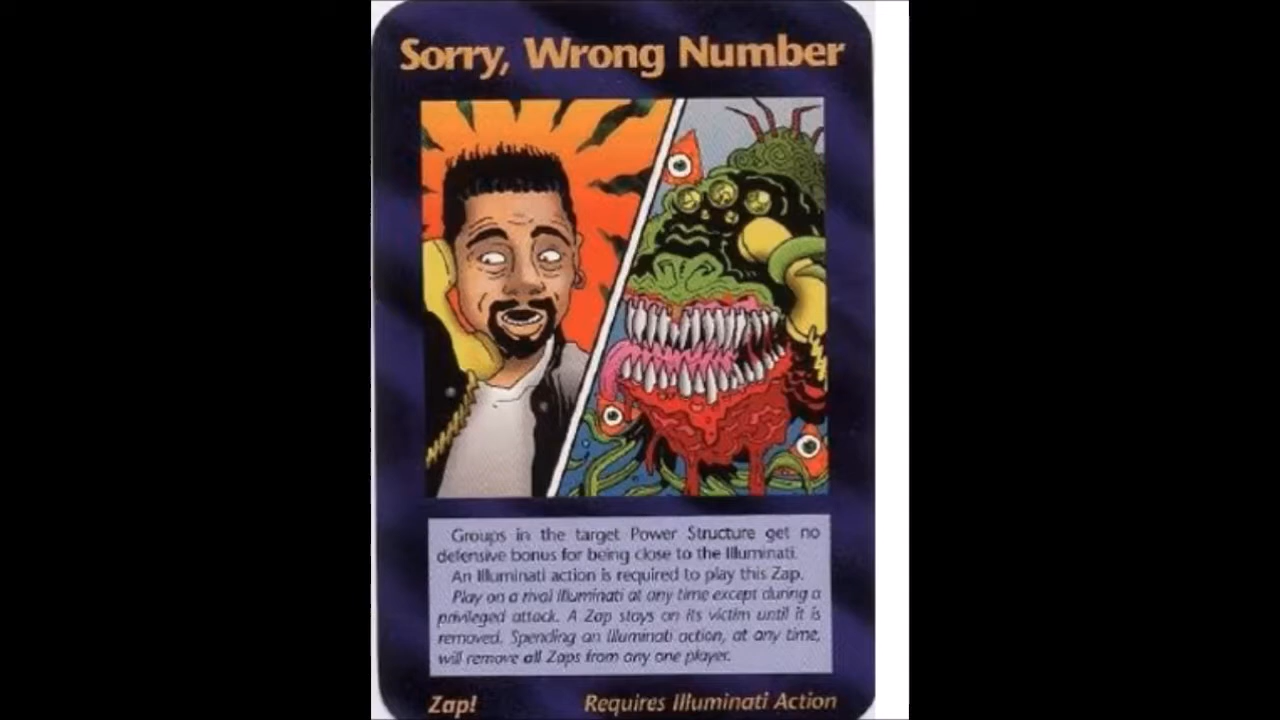 Sorry, Wrong Number
Groups in the target Power Structure get no
defensive bonus for being close to the Illuminati.
An Illuminati action is required to play this Zap.
Play on a rival Illuminati at any time except during a
privileged attack. A Zap stays on its victim until it is
removed. Spending an Illuminati action, at any time,
will remove all Zaps from any one player.
Zap!
Requires Illuminati Action